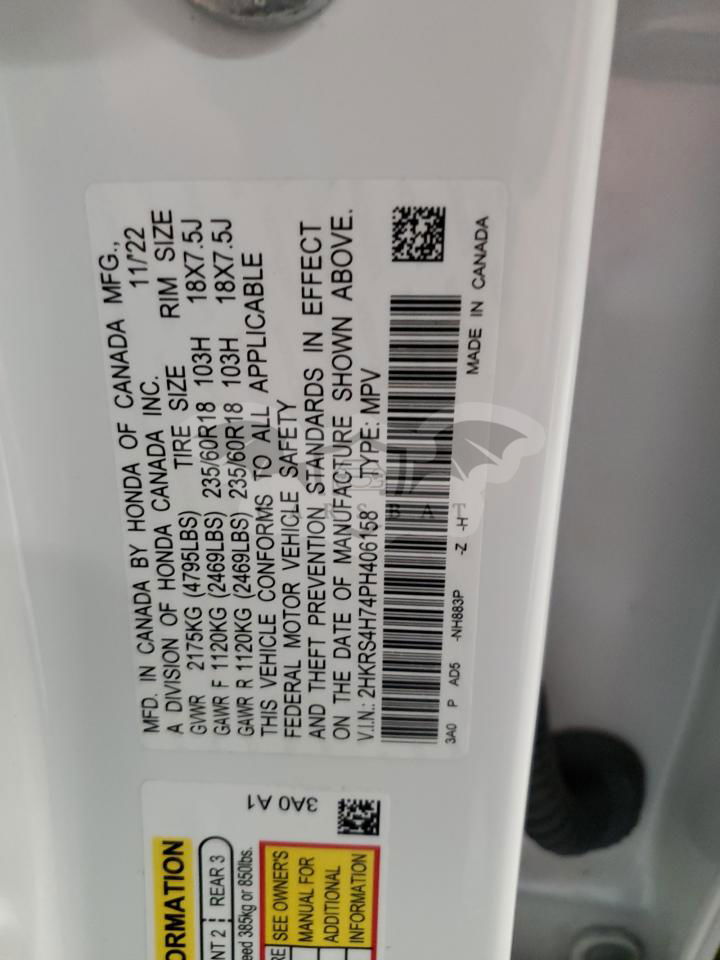 MFD. IN CANADA BY HONDA OF CANADA MFG.,
A DIVISION OF HONDA CANADA INC. 11/'22
GVWR 2175KG (4795LBS) TIRE SIZE RIM SIZE
GAWR F 1120KG (2469LBS) 235/60R18 103H 18X7.5J
GAWR R 1120KG (2469LBS) 235/60R18 103H 18X7.5J
THIS VEHICLE CONFORMS TO ALL APPLICABLE
FEDERAL MOTOR VEHICLE SAFETY
AND THEFT PREVENTION STANDARDS IN EFFECT
ON THE DATE OF MANUFACTURE SHOWN ABOVE.
V.I.N.: 2HKRS4H74PH406158 TYPE: MPV
3A0 P AD5 -NH883P -Z -H
MADE IN CANADA
ARSBAT
3A0 A1
ORMATION
NT 2 REAR 3
eed 385kg or 850lbs.
RE SEE OWNER'S
MANUAL FOR
ADDITIONAL
INFORMATION